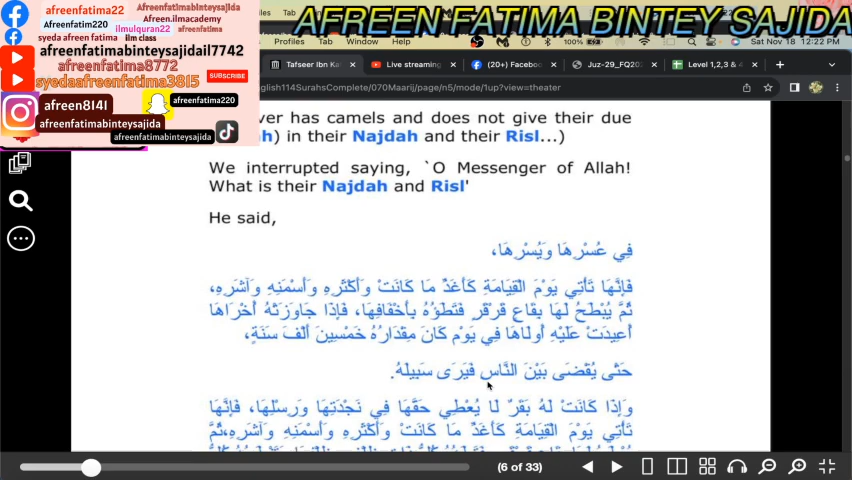 afreenfatima22
Afreenfatimabinteysajida
Afreen.ilmacademy
Afreenfatim220
ilmulquran22
afreenfatima
syeda afreen fatima
ilm class
afreenfatimabinteysajidail7742
afreenfatima8772
syedaafreenfatima3815
SUBSCRIBE
afreen8141
afreenfatima220
afreenfatimabinteysajida
afreenfatimabinteysajida
AFREEN FATIMA BINTEY SAJIDA
Profiles Tab Window Help
100%
Sat Nov 18 12:22 PM
Tafseer Ibn Ka
Live streaming
(20+) Faceboo
Juz-29_FQ202
Level 1,2,3 & 4
glish114SurahsComplete/070Maarij/page/n5/mode/1up?view=theater
ver has camels and does not give their due
h) in their Najdah and their Risl...)
We interrupted saying, `O Messenger of Allah!
What is their Najdah and Risl'
He said,
فِي عُسْرِهَا وَيُسْرِهَا،
فَإِنَّهَا تَأْتِي يَوْمَ الْقِيَامَةِ كَأَغَذِّ مَا كَانَتْ وَأَكْثَرِهِ وَأَسْمَنِهِ وَآشَرِهِ،
ثُمَّ يُبْطَحُ لَهَا بِقَاعٍ قَرْقَرٍ فَتَطَؤُهُ بِأَخْفَافِهَا، فَإِذَا جَاوَزَتْهُ أُخْرَاهَا
أُعِيدَتْ عَلَيْهِ أُولَاهَا فِي يَوْمٍ كَانَ مِقْدَارُهُ خَمْسِينَ أَلْفَ سَنَةٍ،
حَتْى يُقْضَى بَيْنَ النَّاسِ فَيَرَى سَبِيلَهُ.
وَإِذَا كَانَتْ لَهُ بَقَرٌ لَا يُعْطِي حَقَّهَا فِي نَجْدَتِهَا وَرِسْلِهَا، فَإِنَّهَا
تَأْتِي يَوْمَ الْقِيَامَةِ كَأَغَذِّ مَا كَانَتْ وَأَكْثَرِهِ وَأَسْمَنِهِ وَآشَرِهِ،ثُمَّ
(6 of 33)